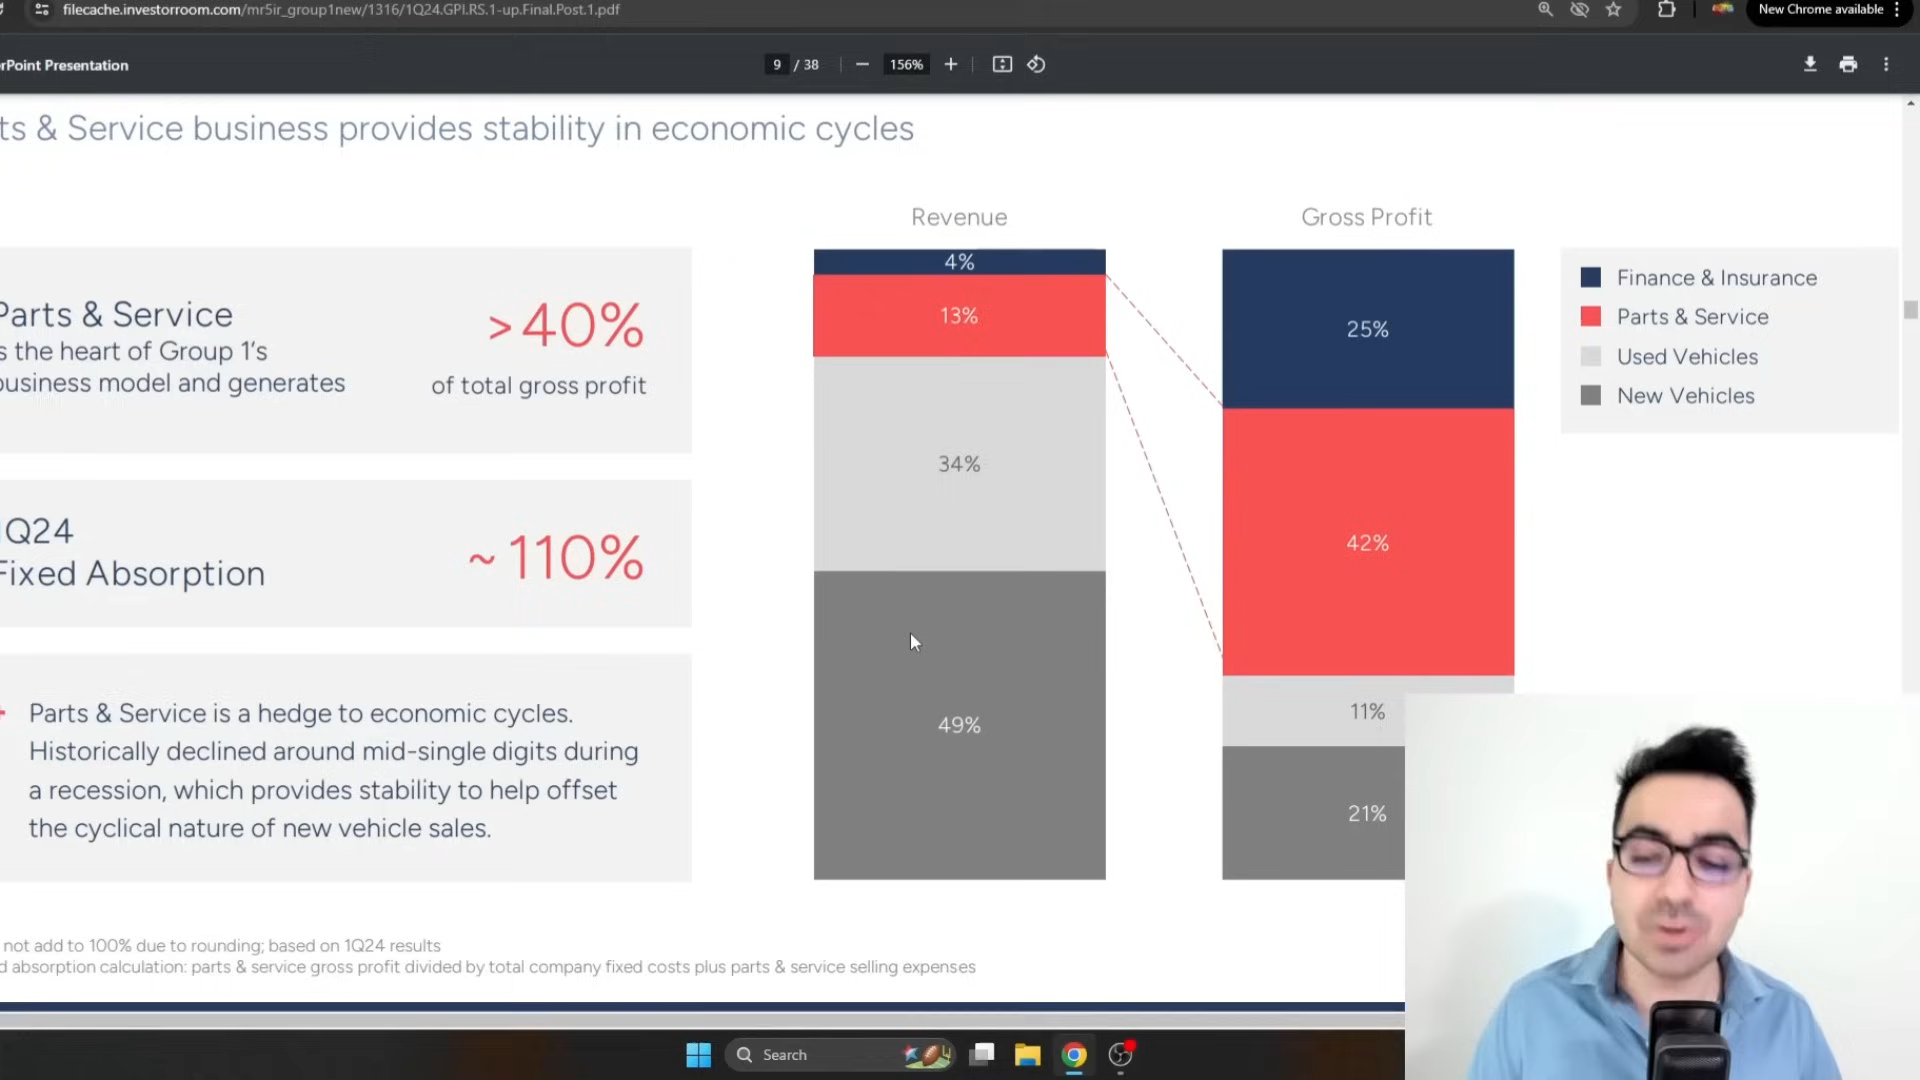 filecache.investorroom.com/mr5ir_group1new/1316/1Q24.GPI.RS.1-up.Final.Post.1.pdf
New Chrome available
rPoint Presentation
9 / 38
156%
ts & Service business provides stability in economic cycles
Revenue
Gross Profit
Parts & Service
s the heart of Group 1's
business model and generates
>40%
of total gross profit
1Q24
Fixed Absorption
~110%
Parts & Service is a hedge to economic cycles.
Historically declined around mid-single digits during
a recession, which provides stability to help offset
the cyclical nature of new vehicle sales.
4%
13%
34%
49%
25%
42%
11%
21%
Finance & Insurance
Parts & Service
Used Vehicles
New Vehicles
not add to 100% due to rounding; based on 1Q24 results
d absorption calculation: parts & service gross profit divided by total company fixed costs plus parts & service selling expenses
Search